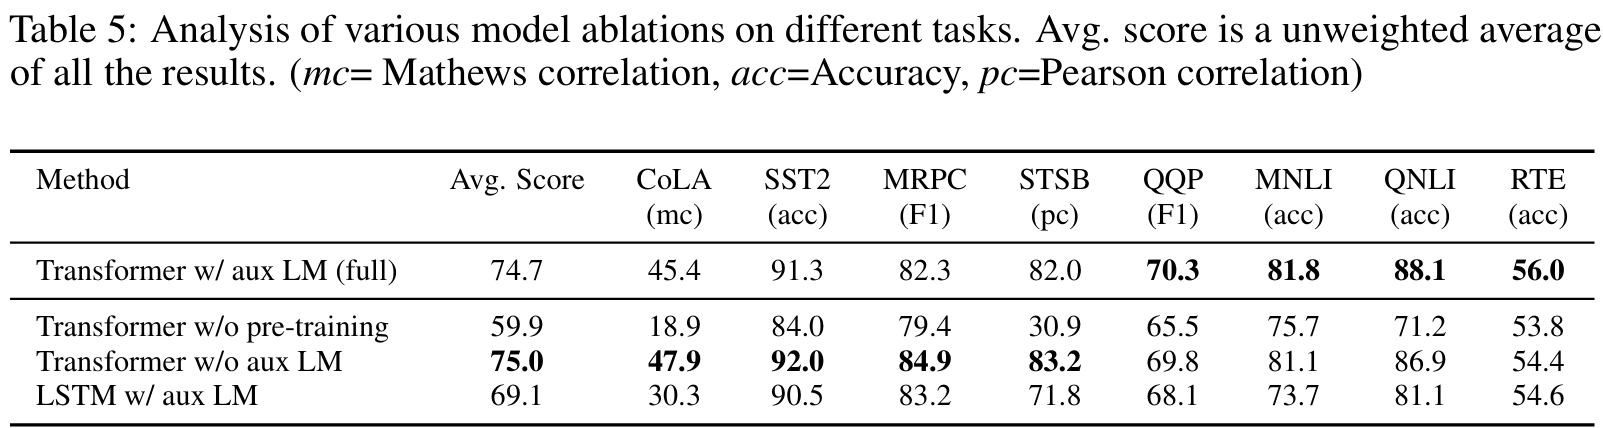 Table 5: Analysis of various model ablations on different tasks. Avg. score is a unweighted average
of all the results. (mc= Mathews correlation, acc=Accuracy, pc=Pearson correlation)
Method Avg. Score CoLA SST2 MRPC STSB QQP MNLI QNLI RTE
(mc) (acc) (F1) (pc) (F1) (acc) (acc) (acc)
Transformer w/ aux LM (full) 74.7 45.4 91.3 82.3 82.0 70.3 81.8 88.1 56.0
Transformer w/o pre-training 59.9 18.9 84.0 79.4 30.9 65.5 75.7 71.2 53.8
Transformer w/o aux LM 75.0 47.9 92.0 84.9 83.2 69.8 81.1 86.9 54.4
LSTM w/ aux LM 69.1 30.3 90.5 83.2 71.8 68.1 73.7 81.1 54.6